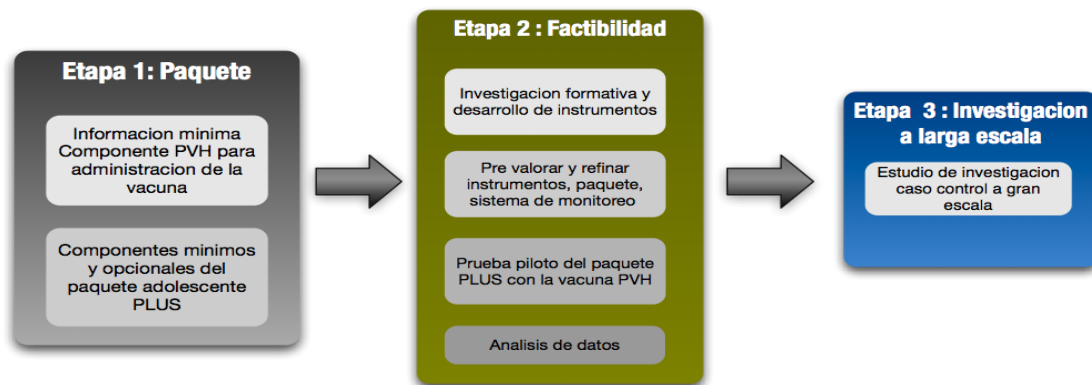 Etapa 1: Paquete
Informacion minima
Componente PVH para
administracion de la
vacuna
Componentes minimos
y opcionales del
paquete adolescente
PLUS
Etapa 2 : Factibilidad
Investigacion formativa y
desarrollo de instrumentos
Pre valorar y refinar
instrumentos, paquete,
sistema de monitoreo
Prueba piloto del paquete
PLUS con la vacuna PVH
Analisis de datos
Etapa 3 : Investigacion
a larga escala
Estudio de investigacion
caso control a gran
escala